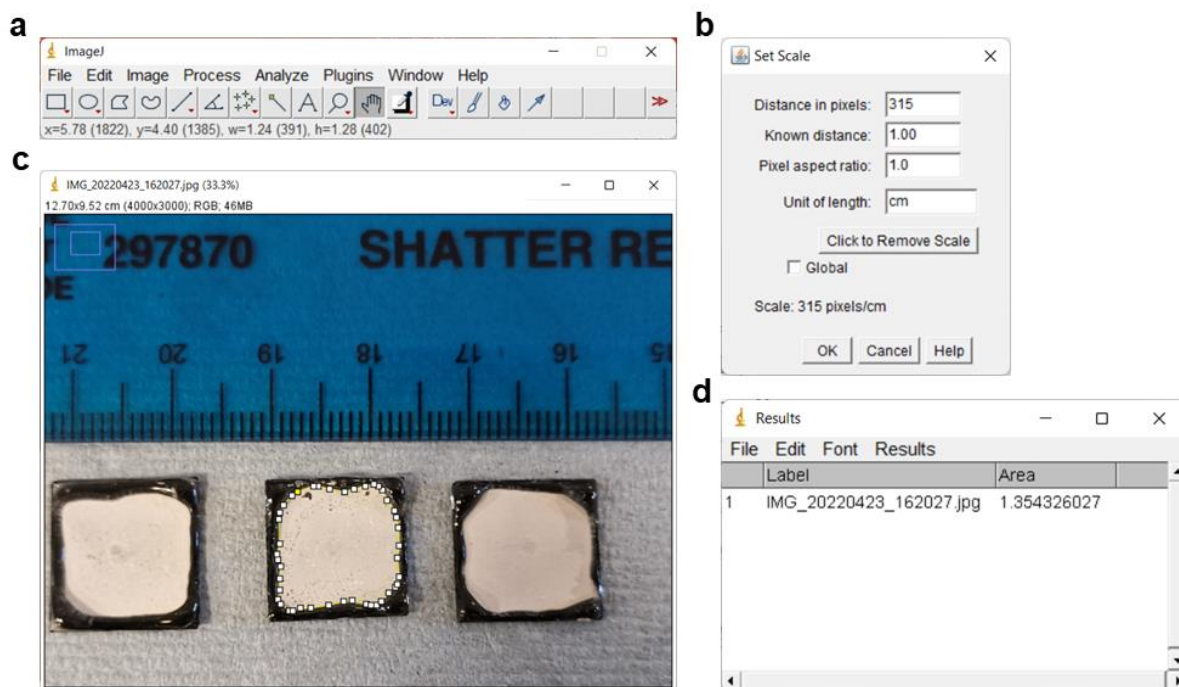 a
ImageJ
File Edit Image Process Analyze Plugins Window Help
Dev
x=5.78 (1822), y=4.40 (1385), w=1.24 (391), h=1.28 (402)
b
Set Scale
Distance in pixels: 315
Known distance: 1.00
Pixel aspect ratio: 1.0
Unit of length: cm
Click to Remove Scale
Global
Scale: 315 pixels/cm
OK Cancel Help
c
IMG_20220423_162027.jpg (33.3%)
12.70x9.52 cm (4000x3000); RGB; 46MB
297870 SHATTER RE
DE
21 20 19 18 17 16 15
d
Results
File Edit Font Results
Label Area
1 IMG_20220423_162027.jpg 1.354326027